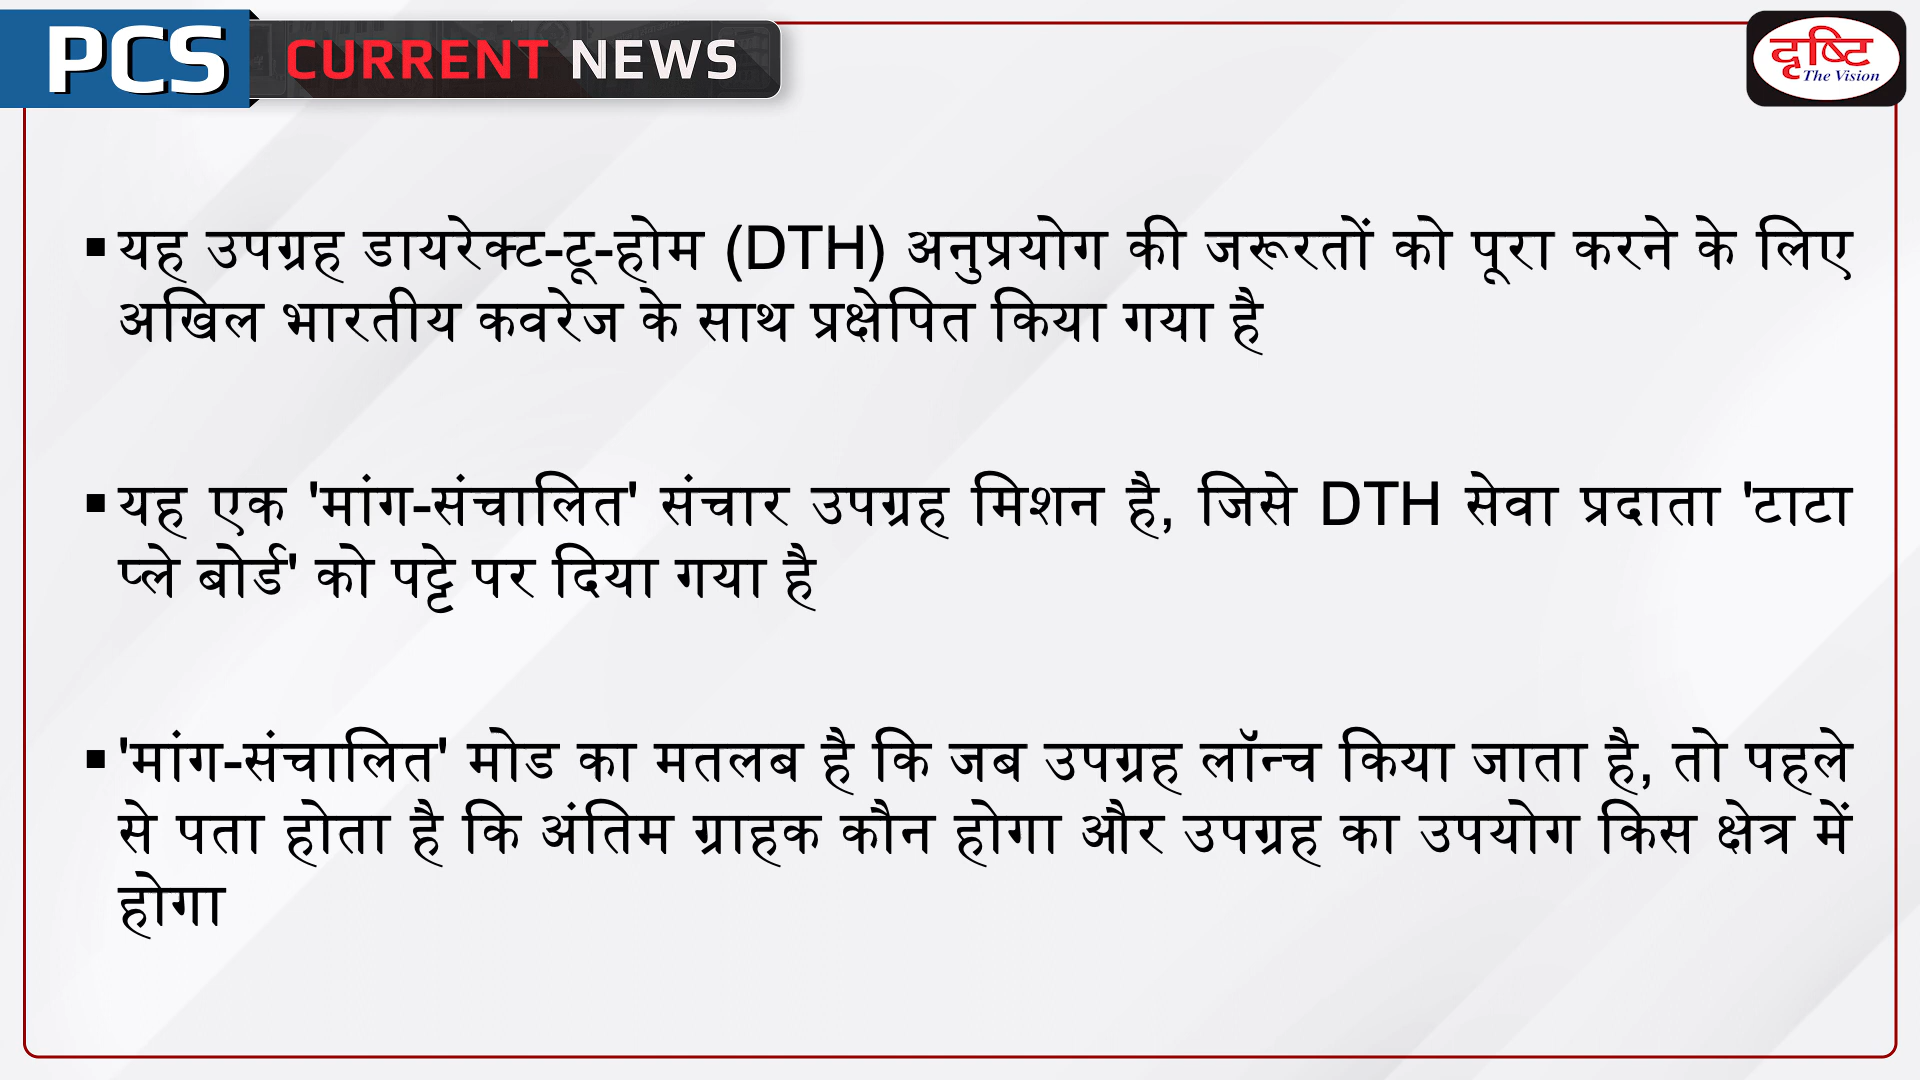 PCS CURRENT NEWS
दृष्टि
The Vision
▪ यह उपग्रह डायरेक्ट-टू-होम (DTH) अनुप्रयोग की जरूरतों को पूरा करने के लिए
अखिल भारतीय कवरेज के साथ प्रक्षेपित किया गया है
▪ यह एक 'मांग-संचालित' संचार उपग्रह मिशन है, जिसे DTH सेवा प्रदाता 'टाटा
प्ले बोर्ड' को पट्टे पर दिया गया है
▪ 'मांग-संचालित' मोड का मतलब है कि जब उपग्रह लॉन्च किया जाता है, तो पहले
से पता होता है कि अंतिम ग्राहक कौन होगा और उपग्रह का उपयोग किस क्षेत्र में
होगा